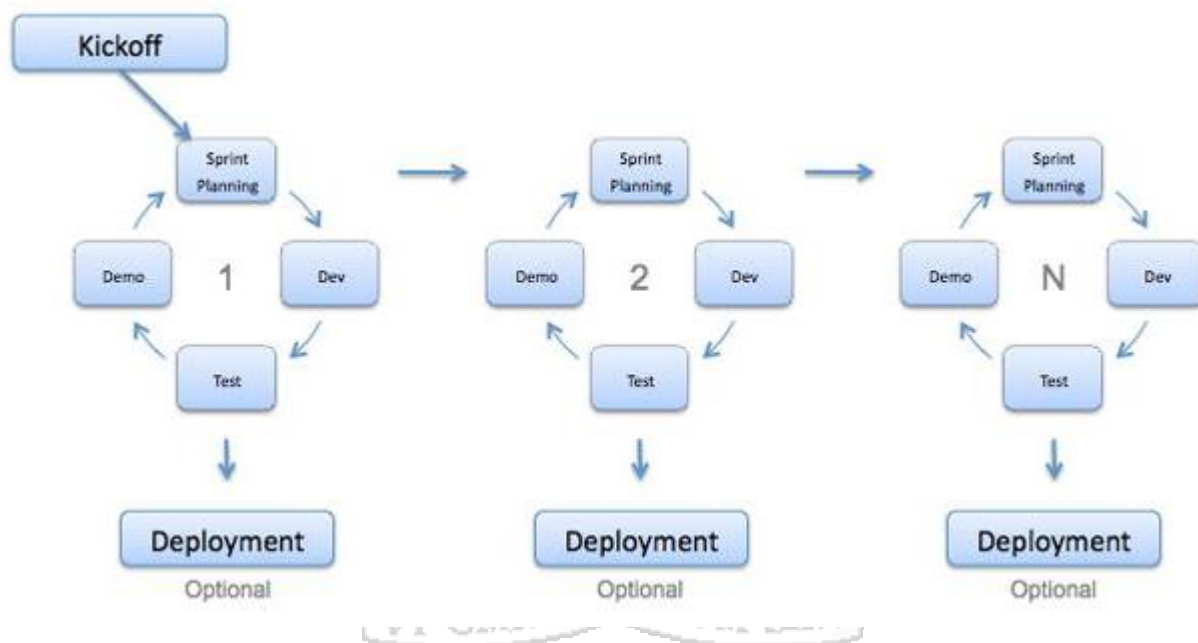 Kickoff
Sprint
Planning
Demo
1
Dev
Test
Deployment
Optional
Sprint
Planning
Demo
2
Dev
Test
Deployment
Optional
Sprint
Planning
Demo
N
Dev
Test
Deployment
Optional